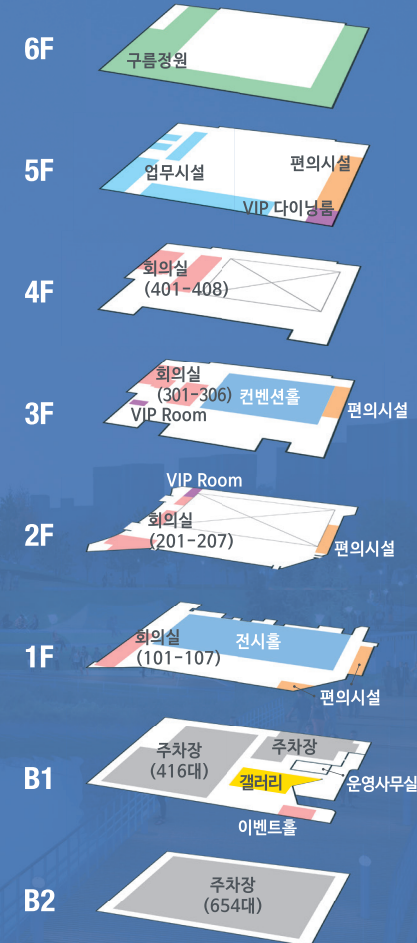 6F
구름정원
5F
업무시설
편의시설
VIP 다이닝룸
4F
회의실
(401-408)
3F
회의실
(301-306)
VIP Room
컨벤션홀
편의시설
2F
VIP Room
회의실
(201-207)
편의시설
1F
회의실
(101-107)
전시홀
편의시설
B1
주차장
(416대)
주차장
갤러리
운영사무실
이벤트홀
B2
주차장
(654대)